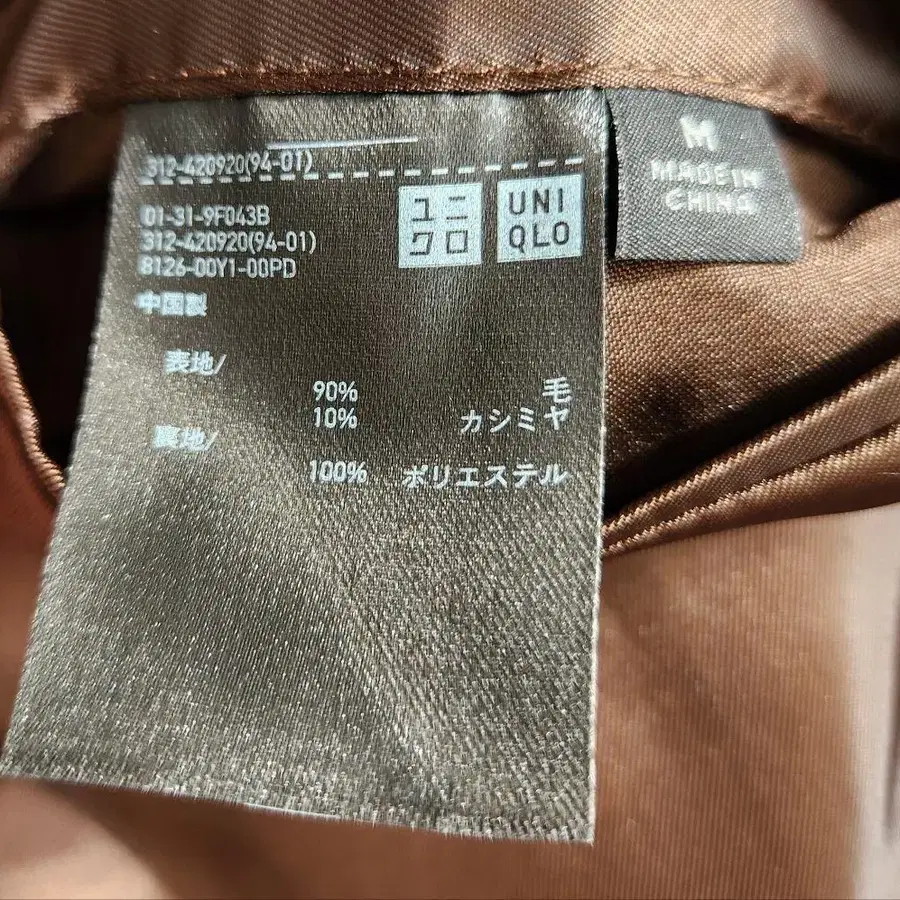 312-420920(94-01)
01-31-9F043B
312-420920(94-01)
8126-00Y1-00PD
中国製
ユニ
クロ
UNI
QLO
表地/
90% 毛
10% カシミヤ
裏地/
100% ポリエステル
M
MADE IN
CHINA